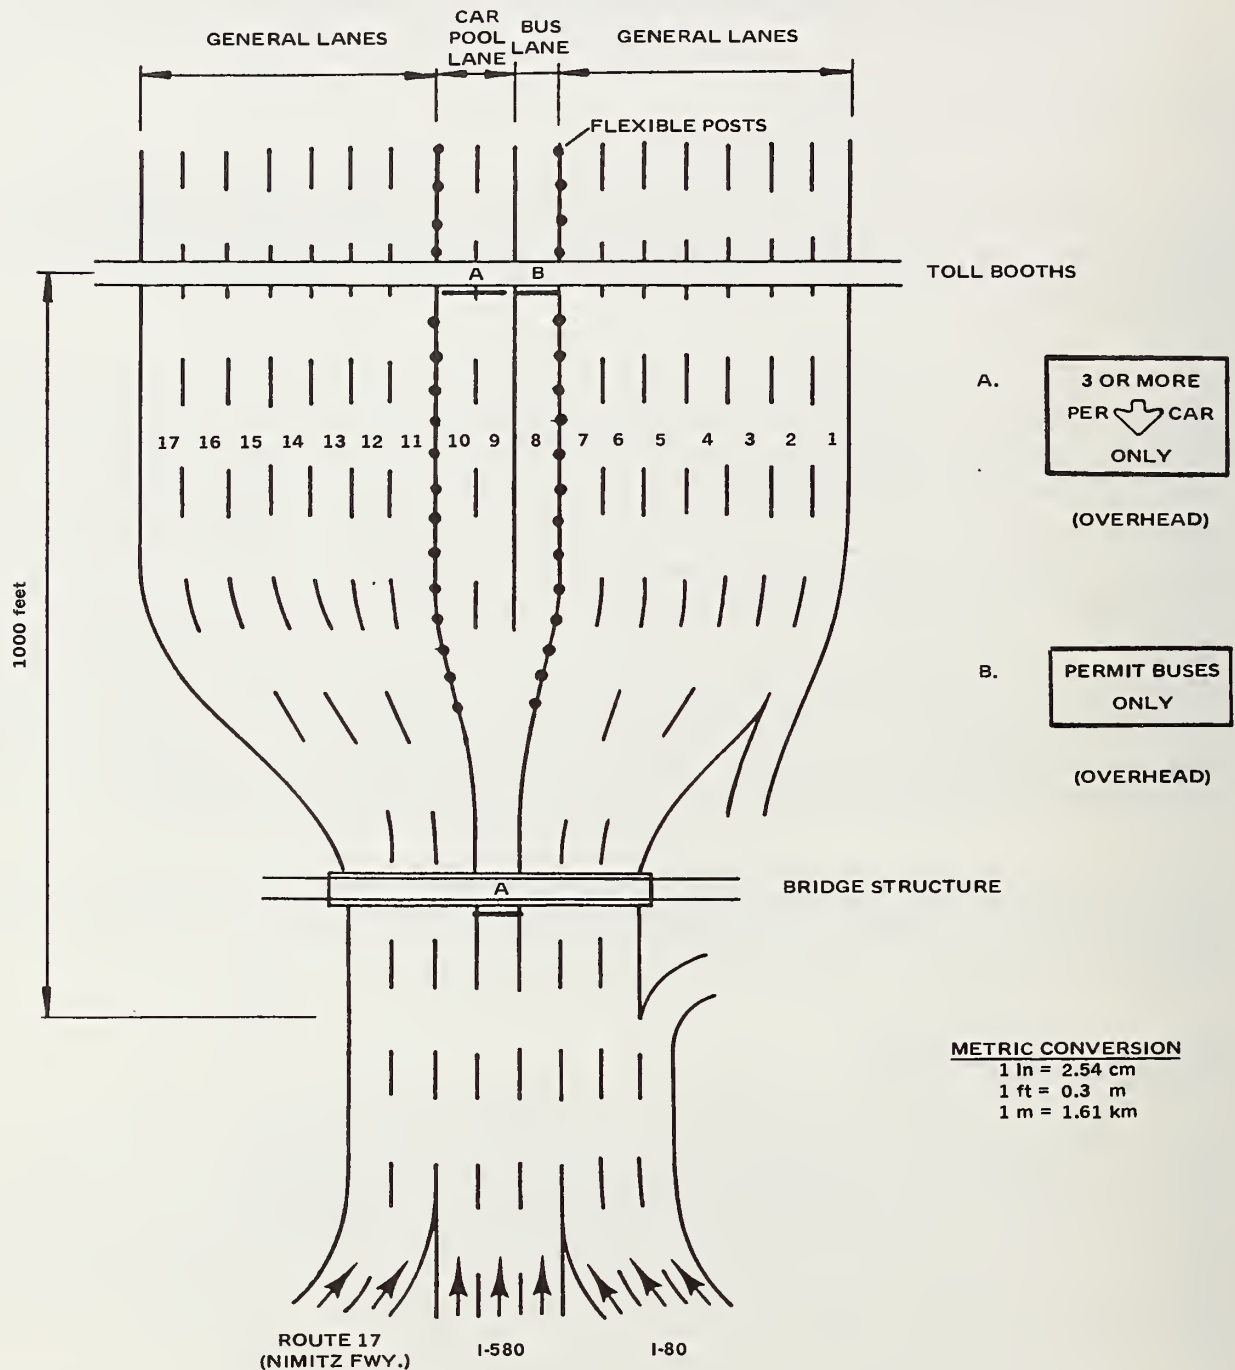 GENERAL LANES
CAR
POOL
LANE
BUS
LANE
GENERAL LANES
FLEXIBLE POSTS
A
B
TOLL BOOTHS
A.
3 OR MORE
PER CAR
ONLY
(OVERHEAD)
17 16 15 14 13 12 11 10 9 8 7 6 5 4 3 2 1
1000 feet
B.
PERMIT BUSES
ONLY
(OVERHEAD)
A
BRIDGE STRUCTURE
METRIC CONVERSION
1 in = 2.54 cm
1 ft = 0.3 m
1 m = 1.61 km
ROUTE 17
(NIMITZ FWY.)
I-580
I-80